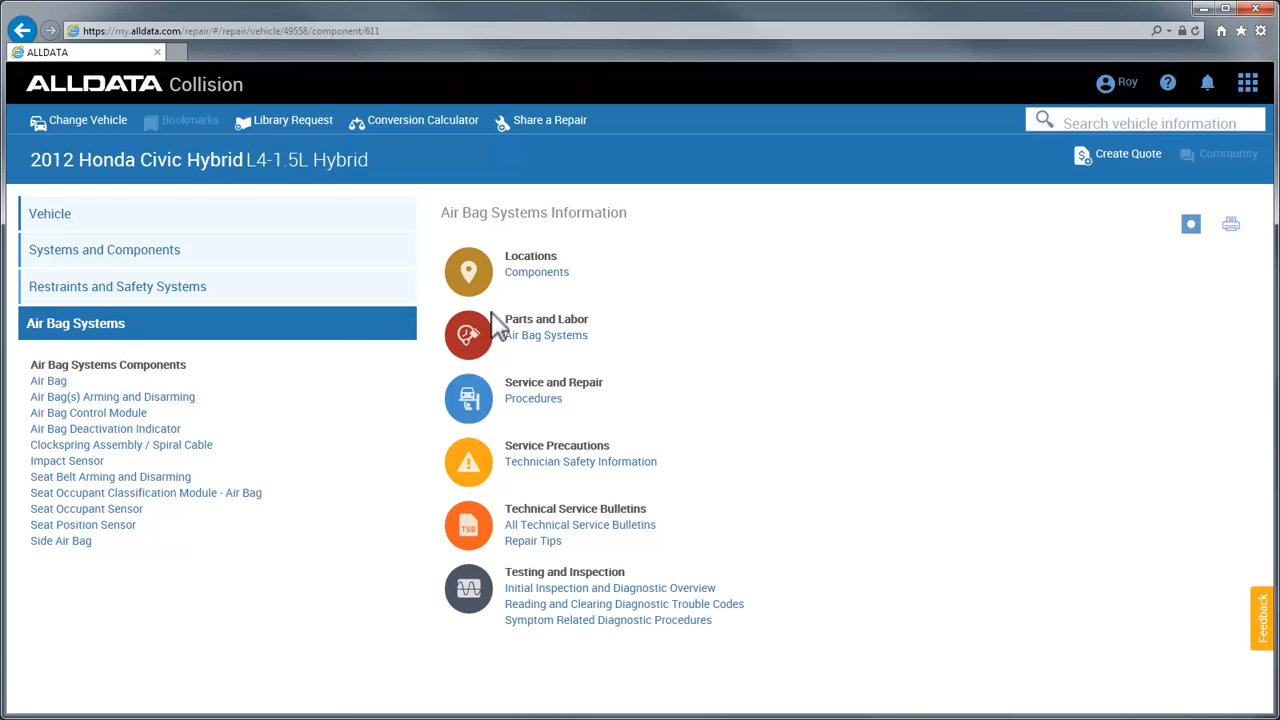 https://my.alldata.com/repair/#/repair/vehicle/49558/component/611
ALLDATA
ALLDATA Collision
Roy
Change Vehicle
Bookmarks
Library Request
Conversion Calculator
Share a Repair
Search vehicle information
2012 Honda Civic Hybrid L4-1.5L Hybrid
Create Quote
Community
Vehicle
Systems and Components
Restraints and Safety Systems
Air Bag Systems
Air Bag Systems Components
Air Bag
Air Bag(s) Arming and Disarming
Air Bag Control Module
Air Bag Deactivation Indicator
Clockspring Assembly / Spiral Cable
Impact Sensor
Seat Belt Arming and Disarming
Seat Occupant Classification Module - Air Bag
Seat Occupant Sensor
Seat Position Sensor
Side Air Bag
Air Bag Systems Information
Locations
Components
Parts and Labor
Air Bag Systems
Service and Repair
Procedures
Service Precautions
Technician Safety Information
TSB
Technical Service Bulletins
All Technical Service Bulletins
Repair Tips
Testing and Inspection
Initial Inspection and Diagnostic Overview
Reading and Clearing Diagnostic Trouble Codes
Symptom Related Diagnostic Procedures
Feedback